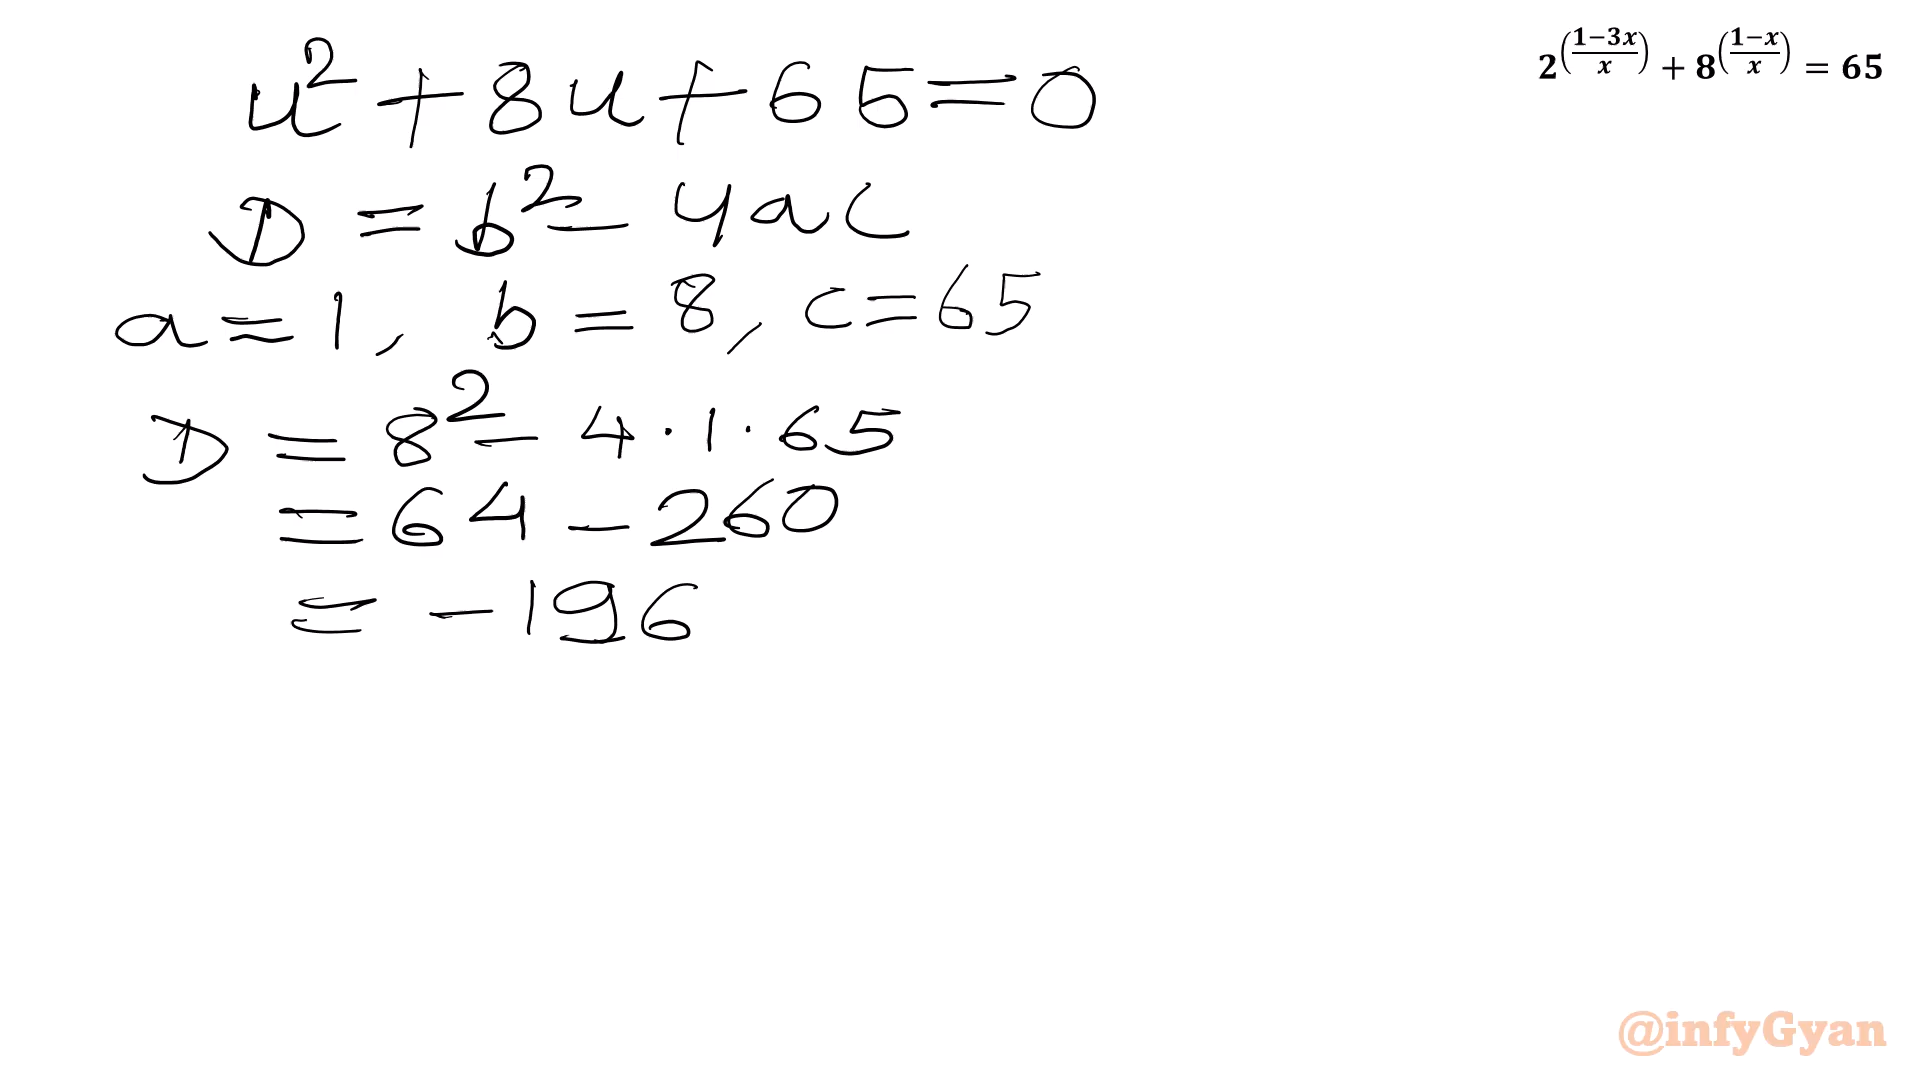 u²+8u+65=0
2^((1−3x)/x) + 8^((1−x)/x) = 65
D = b² − 4ac
a=1, b=8, c=65
D = 8² − 4·1·65
= 64 − 260
= −196
@infyGyan